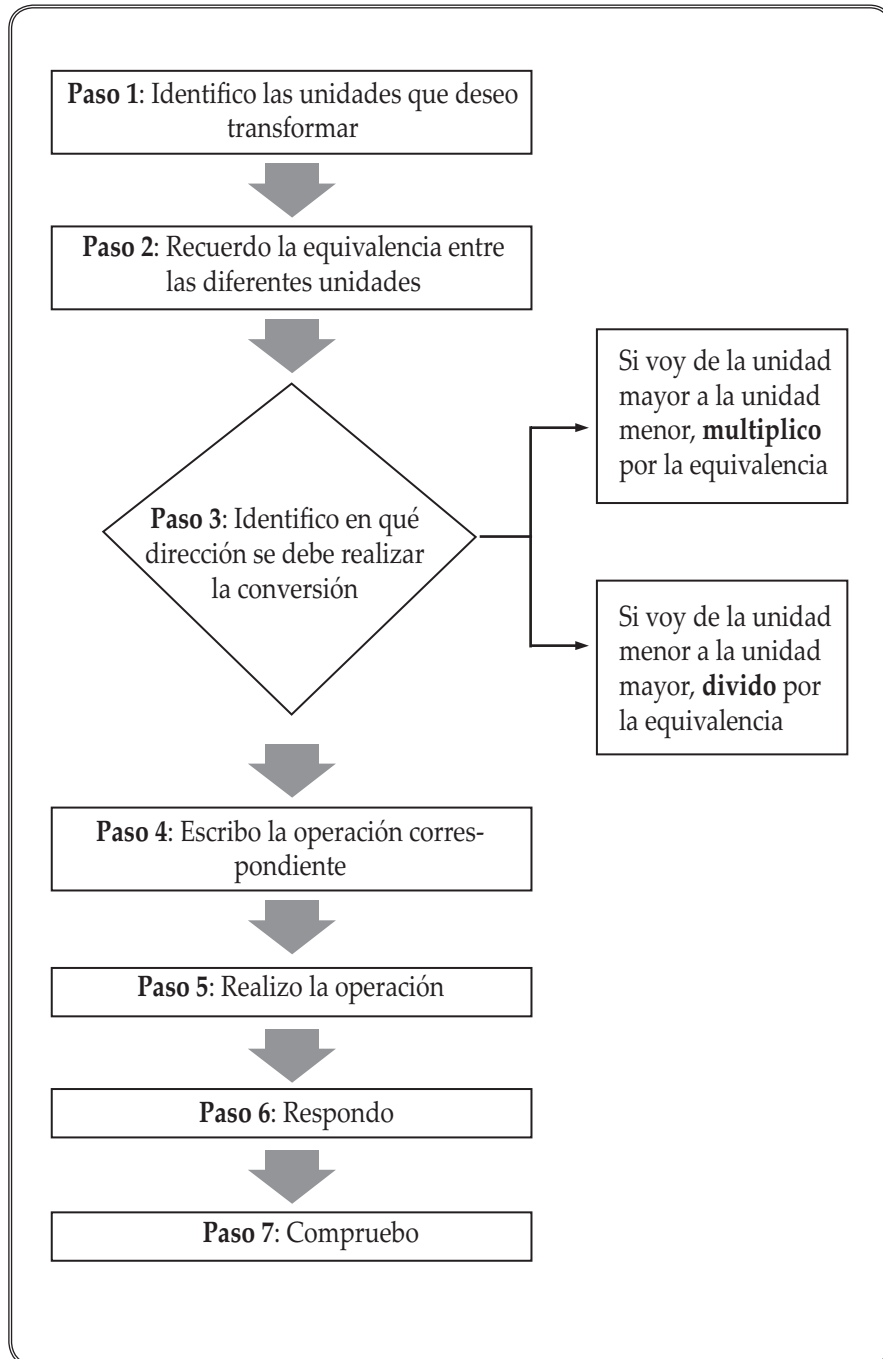 Paso 1: Identifico las unidades que deseo
transformar
Paso 2: Recuerdo la equivalencia entre
las diferentes unidades
Paso 3: Identifico en qué
dirección se debe realizar
la conversión
Si voy de la unidad
mayor a la unidad
menor, multiplico
por la equivalencia
Si voy de la unidad
menor a la unidad
mayor, divido por
la equivalencia
Paso 4: Escribo la operación corres-
pondiente
Paso 5: Realizo la operación
Paso 6: Respondo
Paso 7: Compruebo